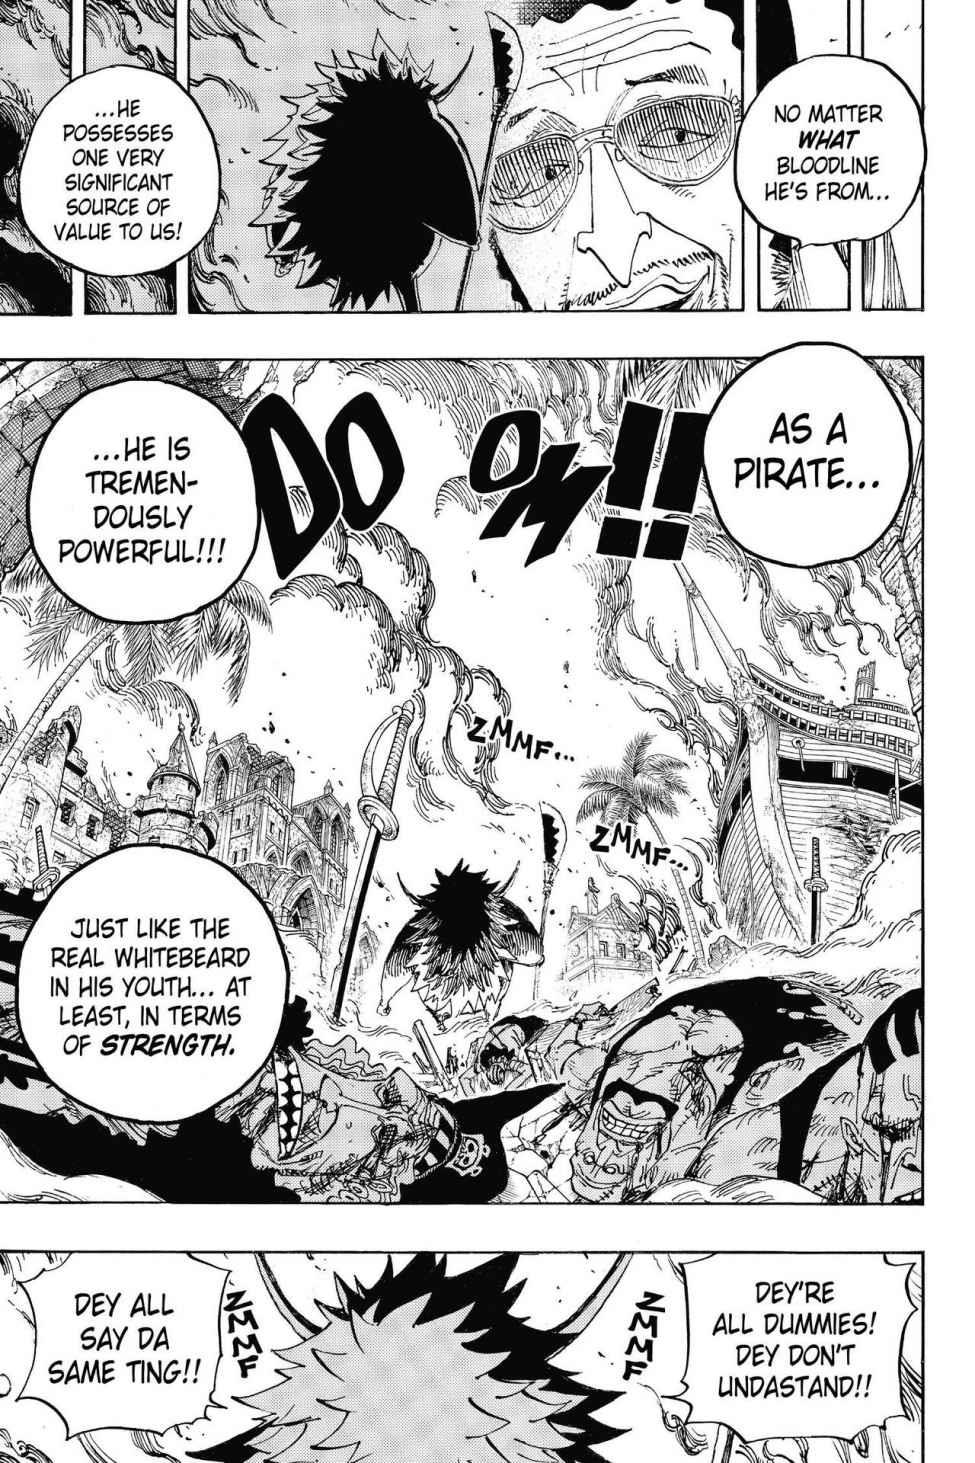 NO MATTER
WHAT
BLOODLINE
HE'S FROM...
...HE
POSSESSES
ONE VERY
SIGNIFICANT
SOURCE OF
VALUE TO US!
AS A
PIRATE...
DOOOM!!
...HE IS
TREMEN-
DOUSLY
POWERFUL!!!
ZMMF...
ZMMF...
JUST LIKE THE
REAL WHITEBEARD
IN HIS YOUTH... AT
LEAST, IN TERMS
OF STRENGTH.
DEY'RE
ALL DUMMIES!
DEY DON'T
UNDASTAND!!
ZMMF
ZMMF
DEY ALL
SAY DA
SAME TING!!